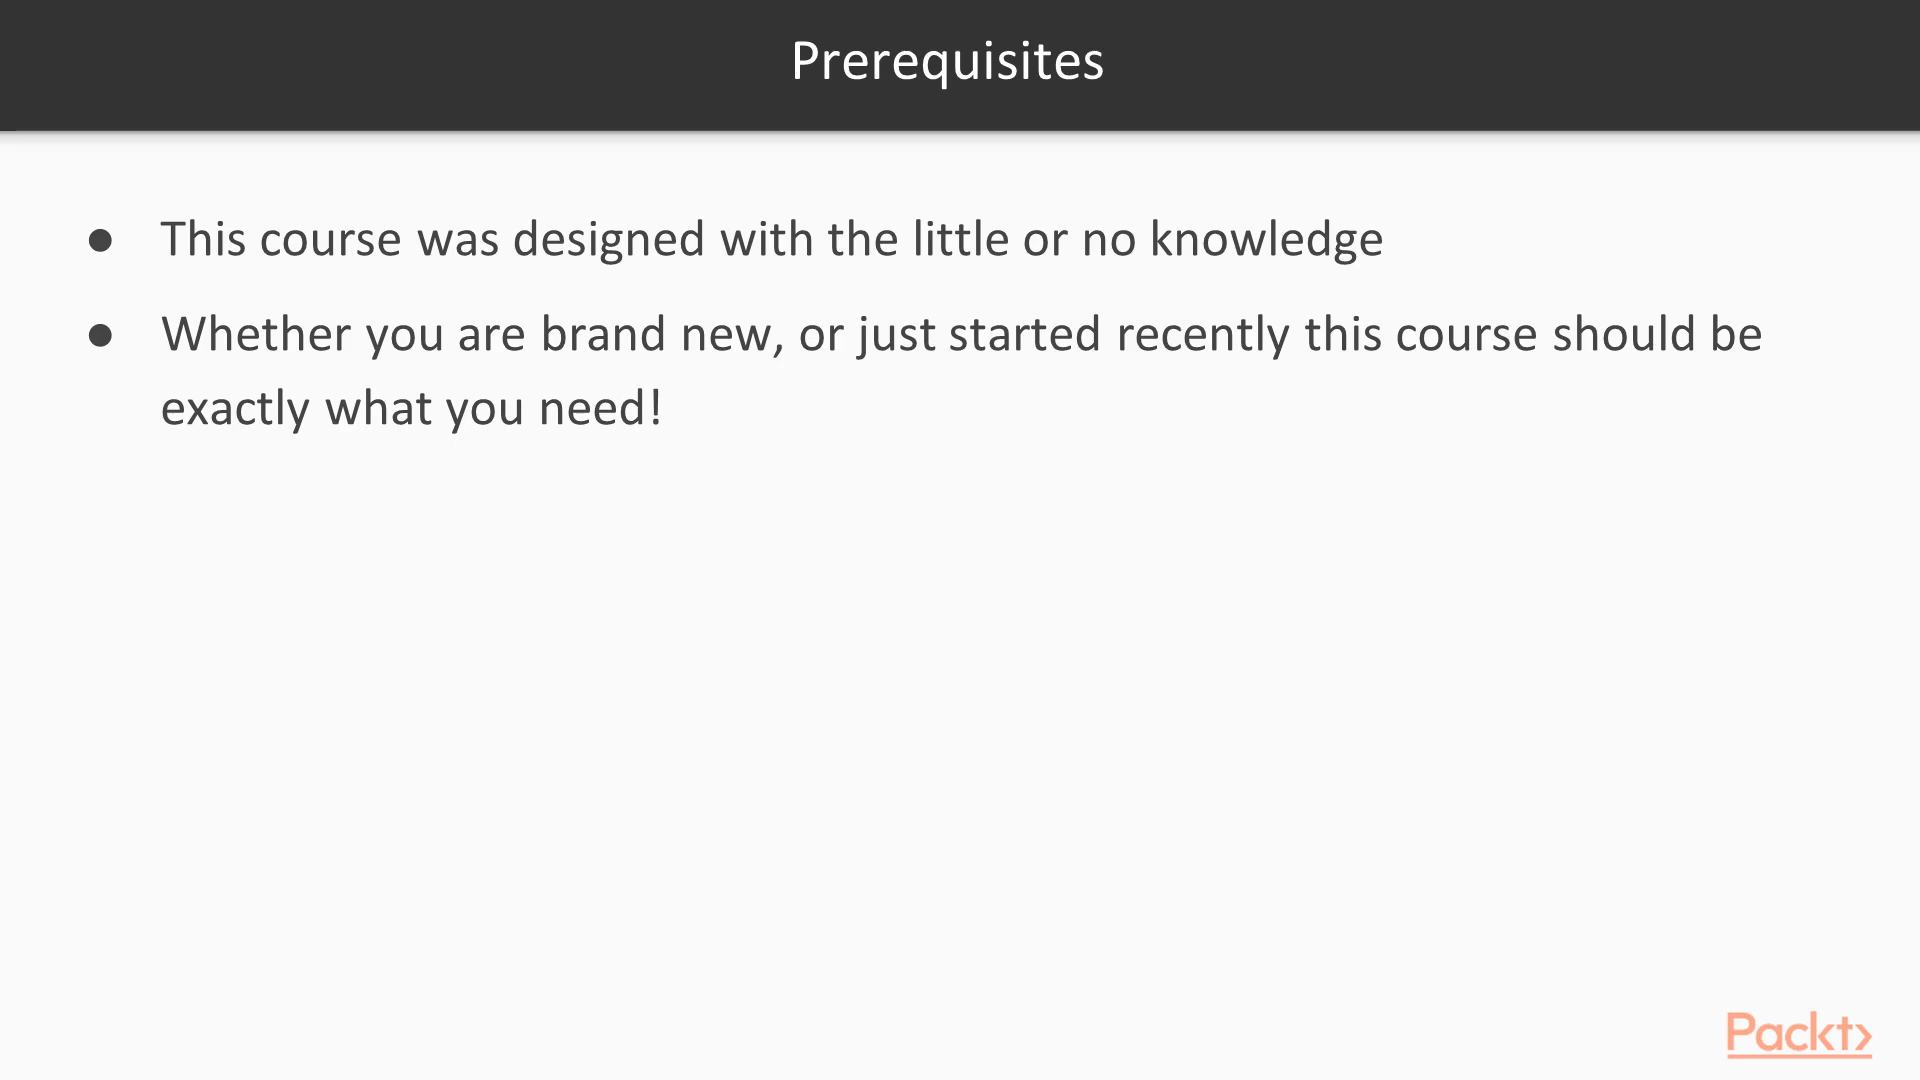 Prerequisites
● This course was designed with the little or no knowledge
● Whether you are brand new, or just started recently this course should be
exactly what you need!
Packt>